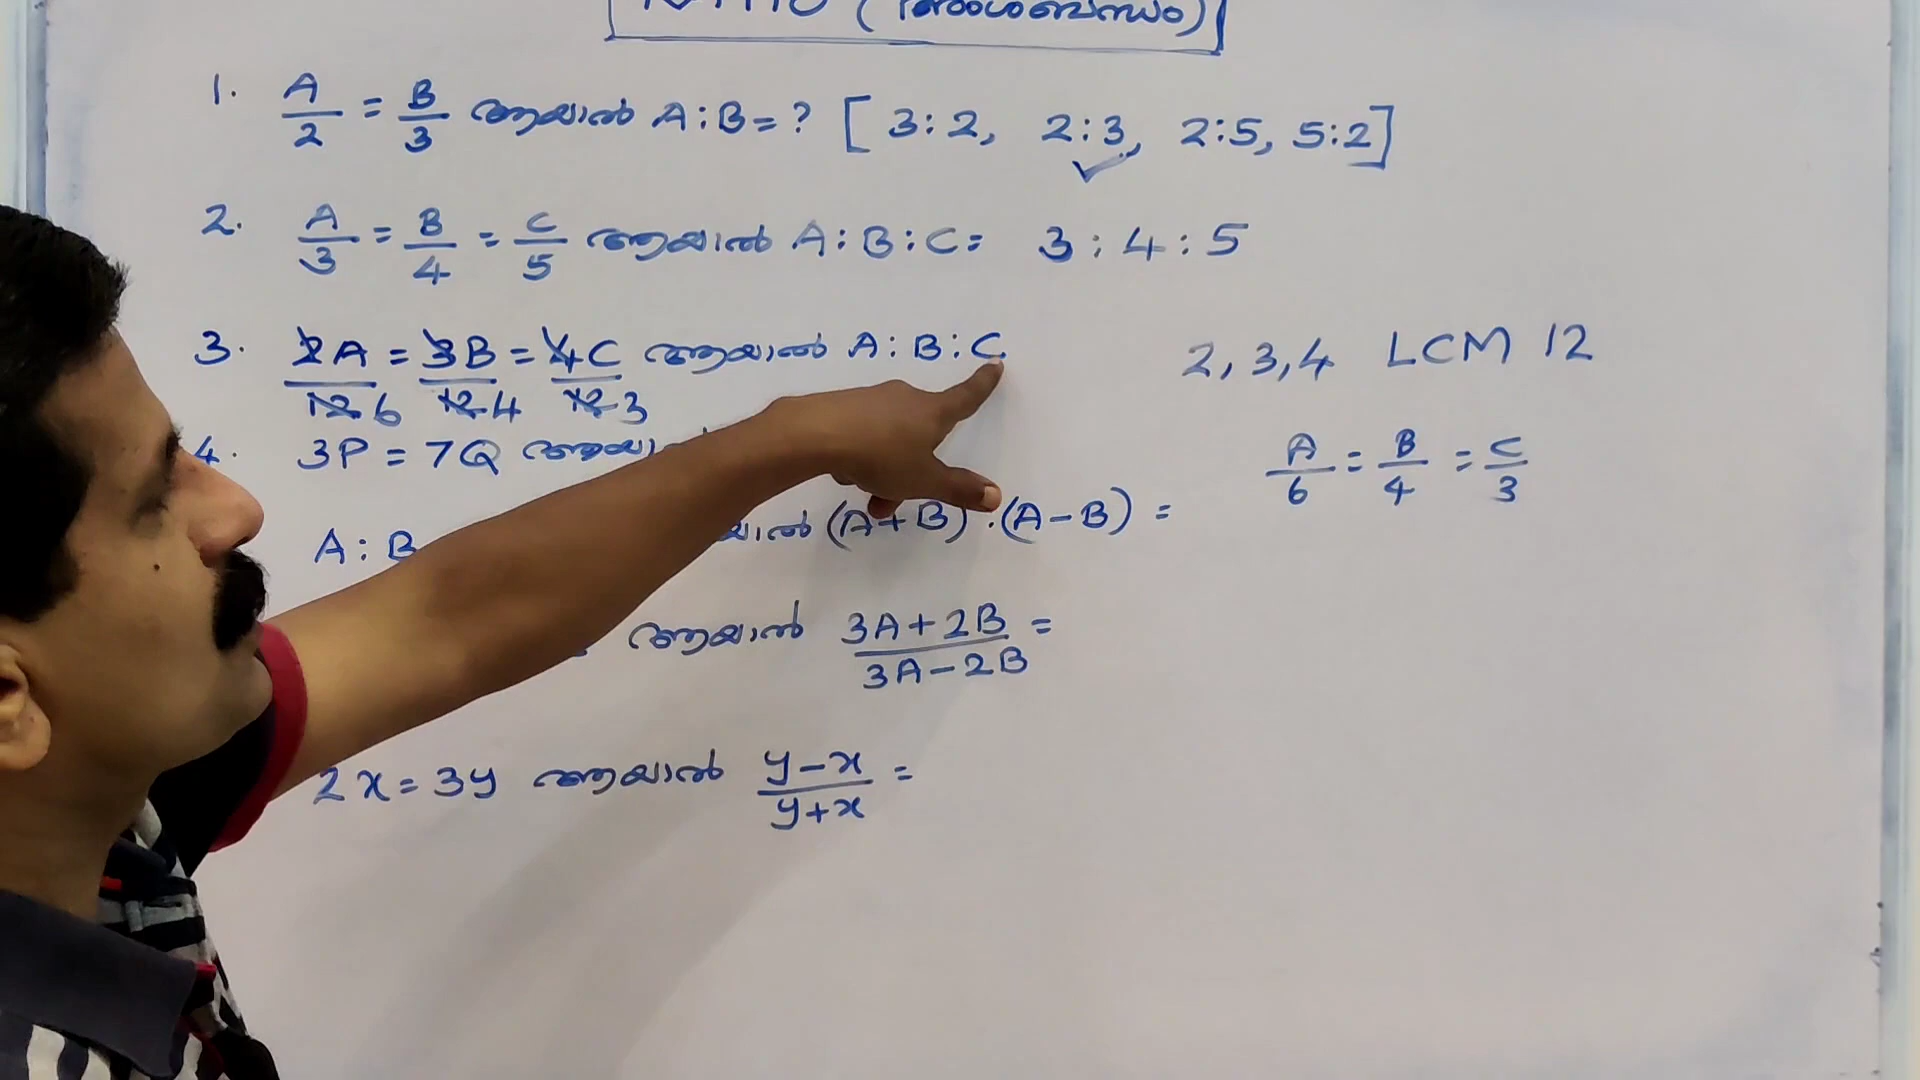 RATIO (അംശബന്ധം)
1. A/2 = B/3 ആയാൽ A:B=? [3:2, 2:3, 2:5, 5:2]
2. A/3 = B/4 = C/5 ആയാൽ A:B:C= 3:4:5
3. 2A/12 6 = 3B/12 4 = 4C/12 3 ആയാൽ A:B:C
2,3,4 LCM 12
A/6 = B/4 = C/3
4. 3P = 7Q
A:B (A+B):(A-B) =
ആയാൽ 3A+2B/3A-2B =
2x=3y ആയാൽ y-x/y+x =